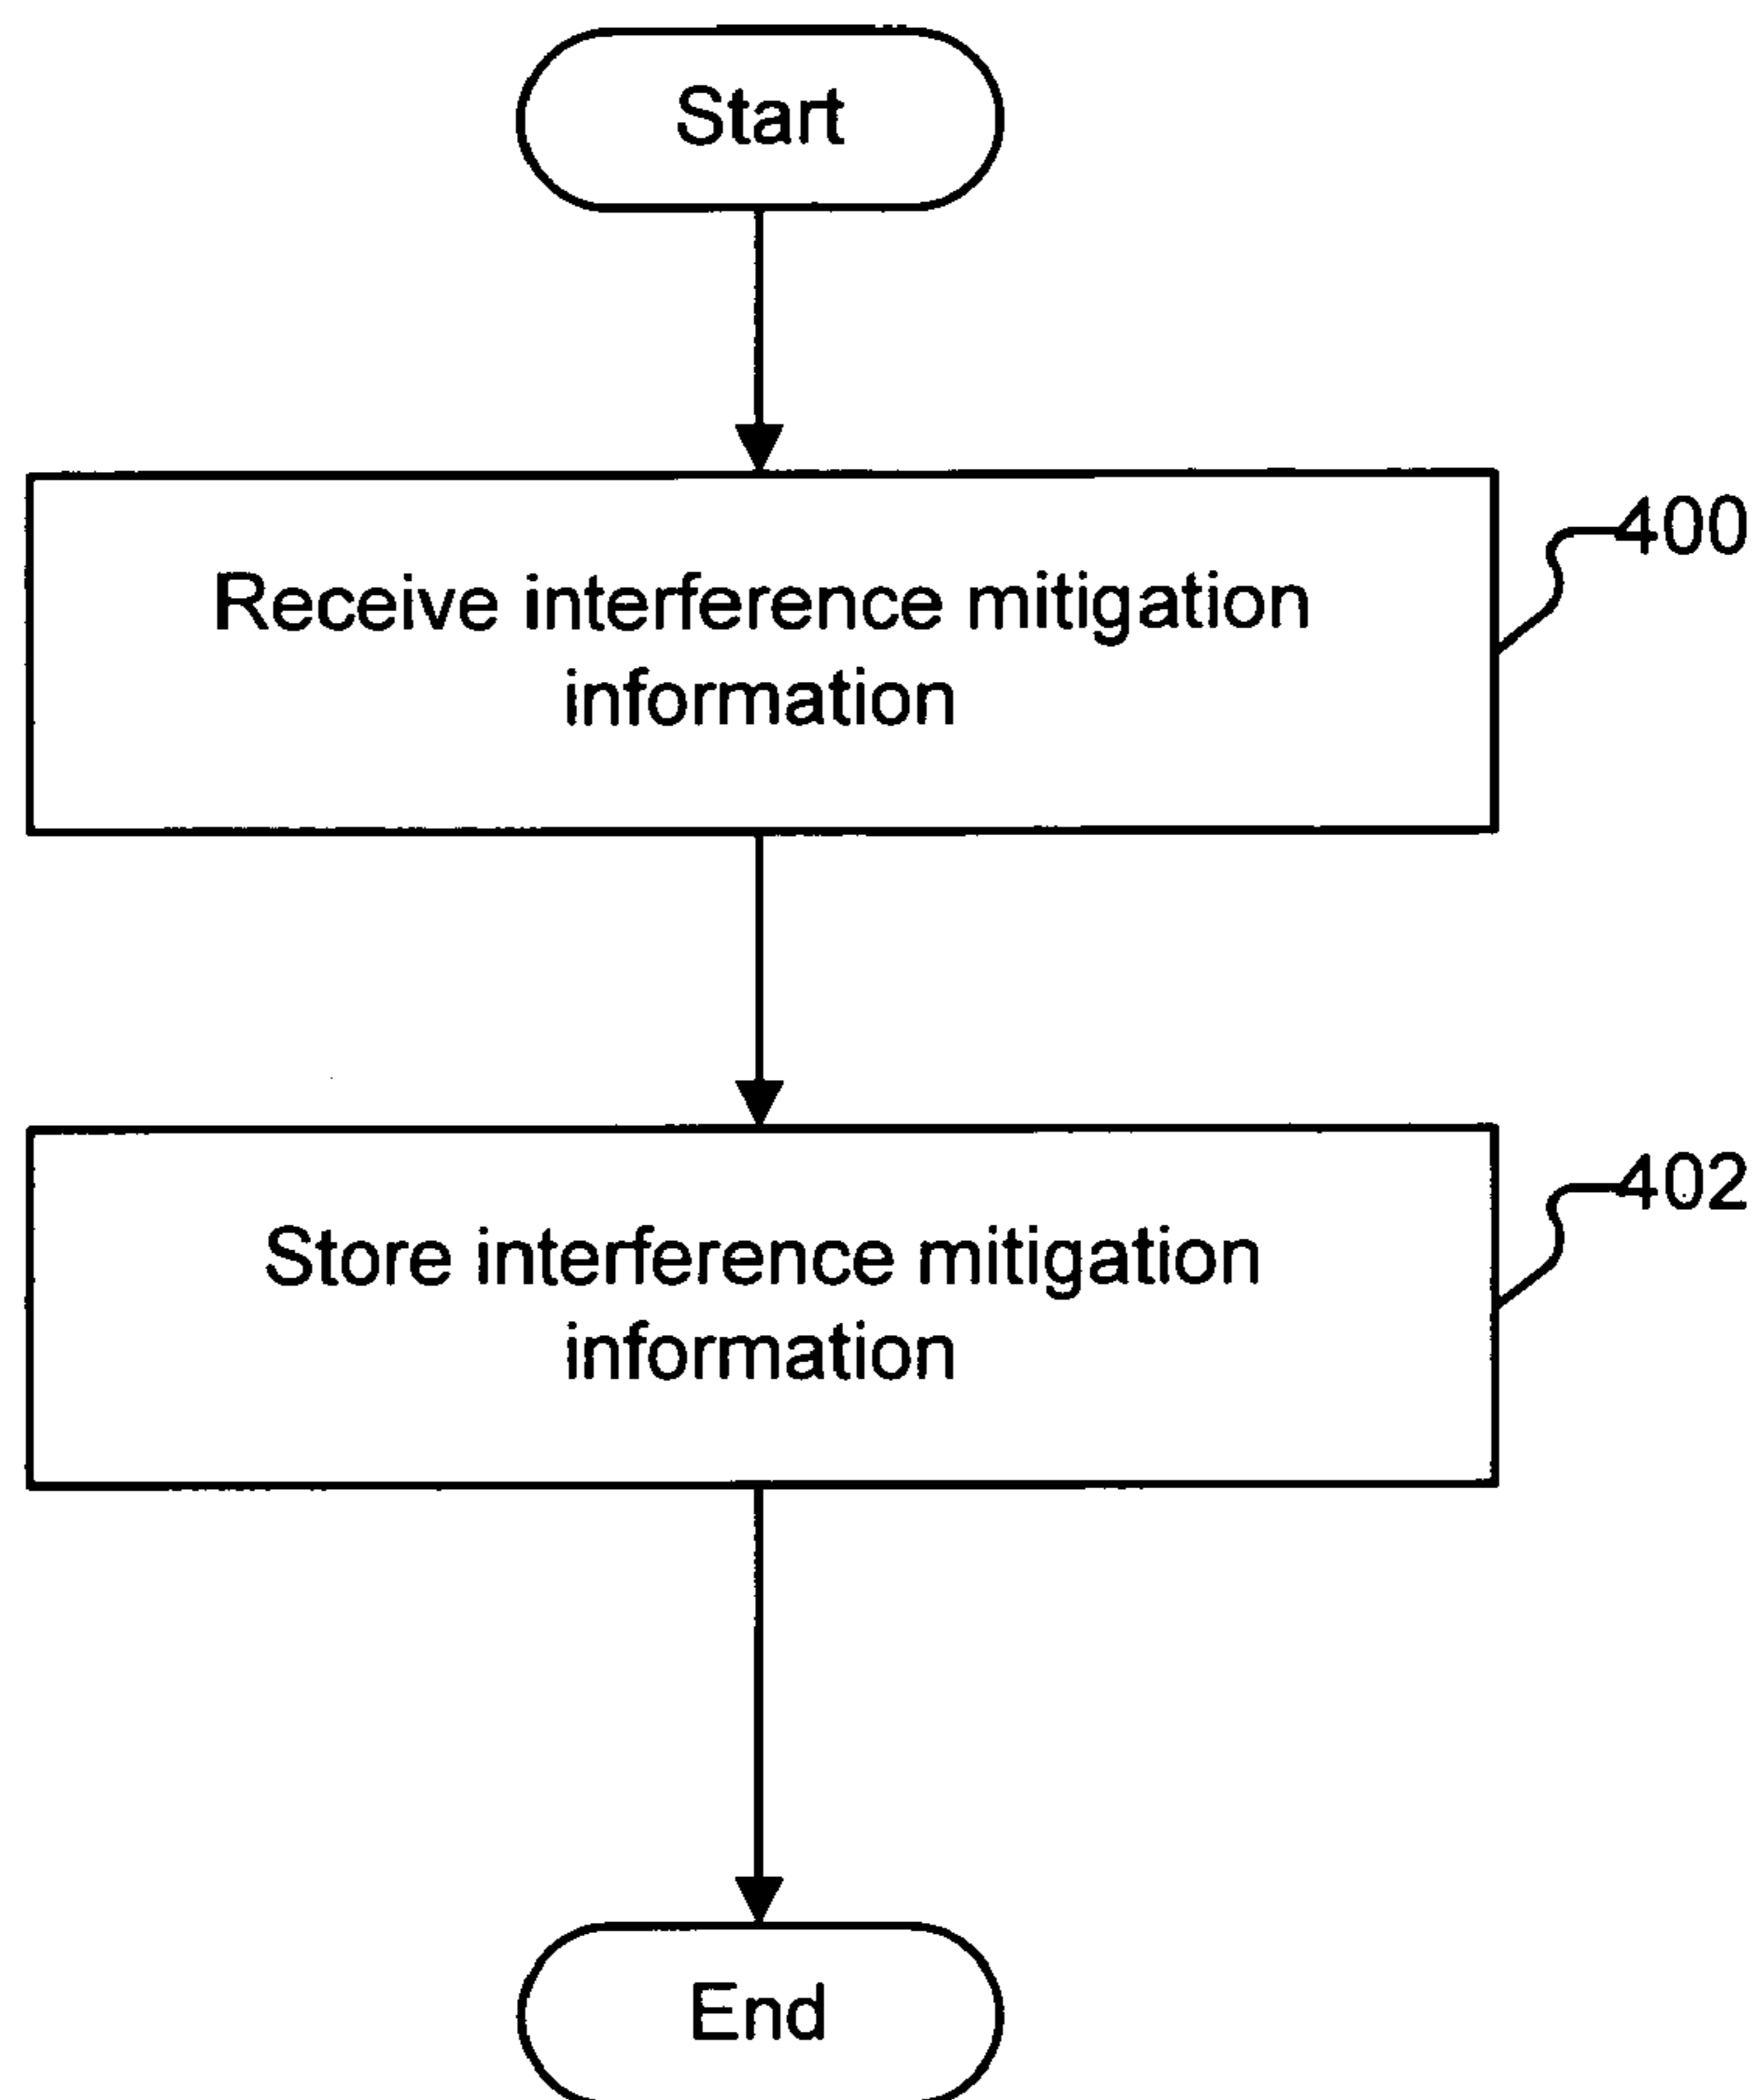 Start
400
Receive interference mitigation
information
402
Store interference mitigation
information
End